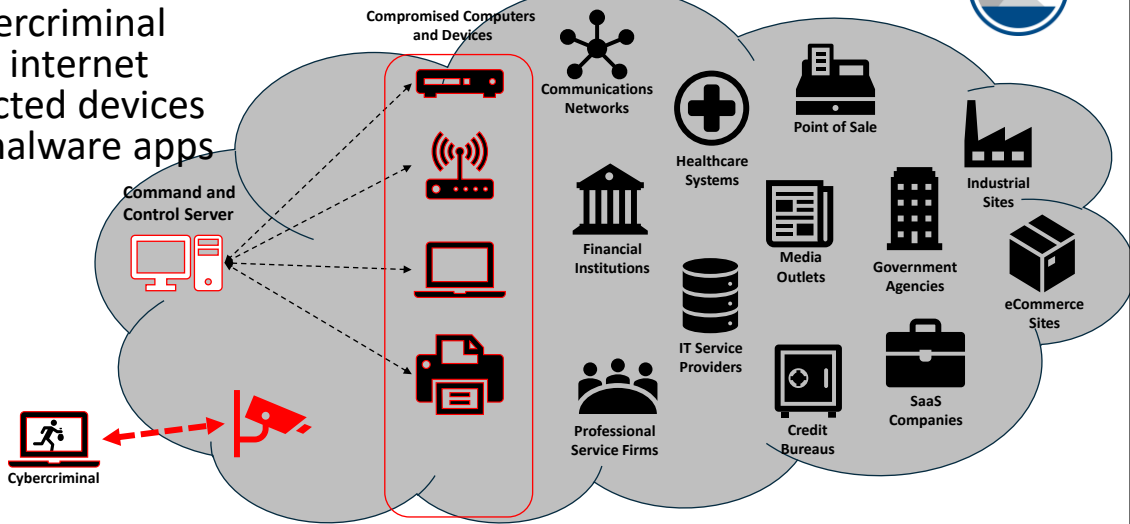 ercriminal
internet
cted devices
malware apps
Compromised Computers
and Devices
Communications
Networks
Healthcare
Systems
Point of Sale
Industrial
Sites
Command and
Control Server
Financial
Institutions
Media
Outlets
Government
Agencies
eCommerce
Sites
IT Service
Providers
SaaS
Companies
Professional
Service Firms
Credit
Bureaus
Cybercriminal